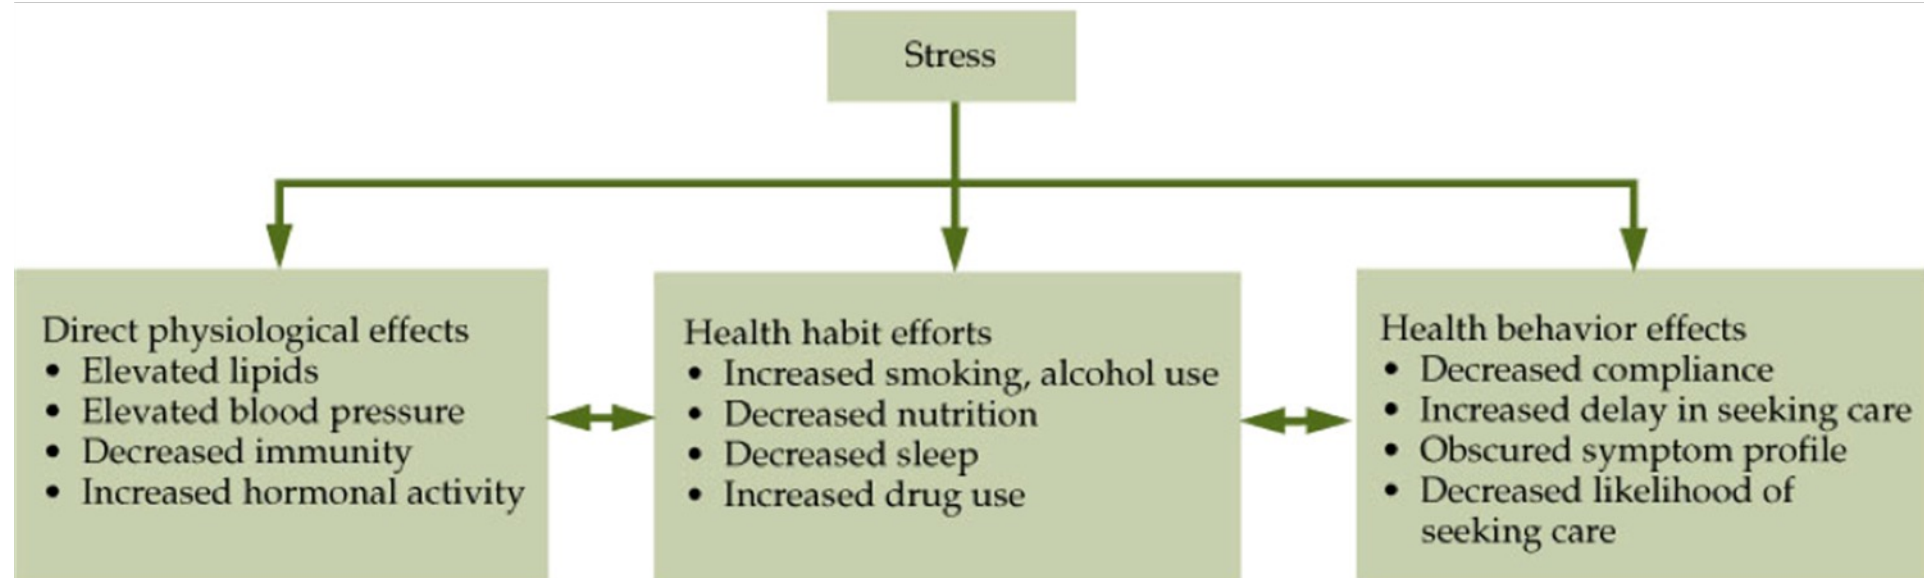 Stress
Direct physiological effects
• Elevated lipids
• Elevated blood pressure
• Decreased immunity
• Increased hormonal activity
Health habit efforts
• Increased smoking, alcohol use
• Decreased nutrition
• Decreased sleep
• Increased drug use
Health behavior effects
• Decreased compliance
• Increased delay in seeking care
• Obscured symptom profile
• Decreased likelihood of
seeking care